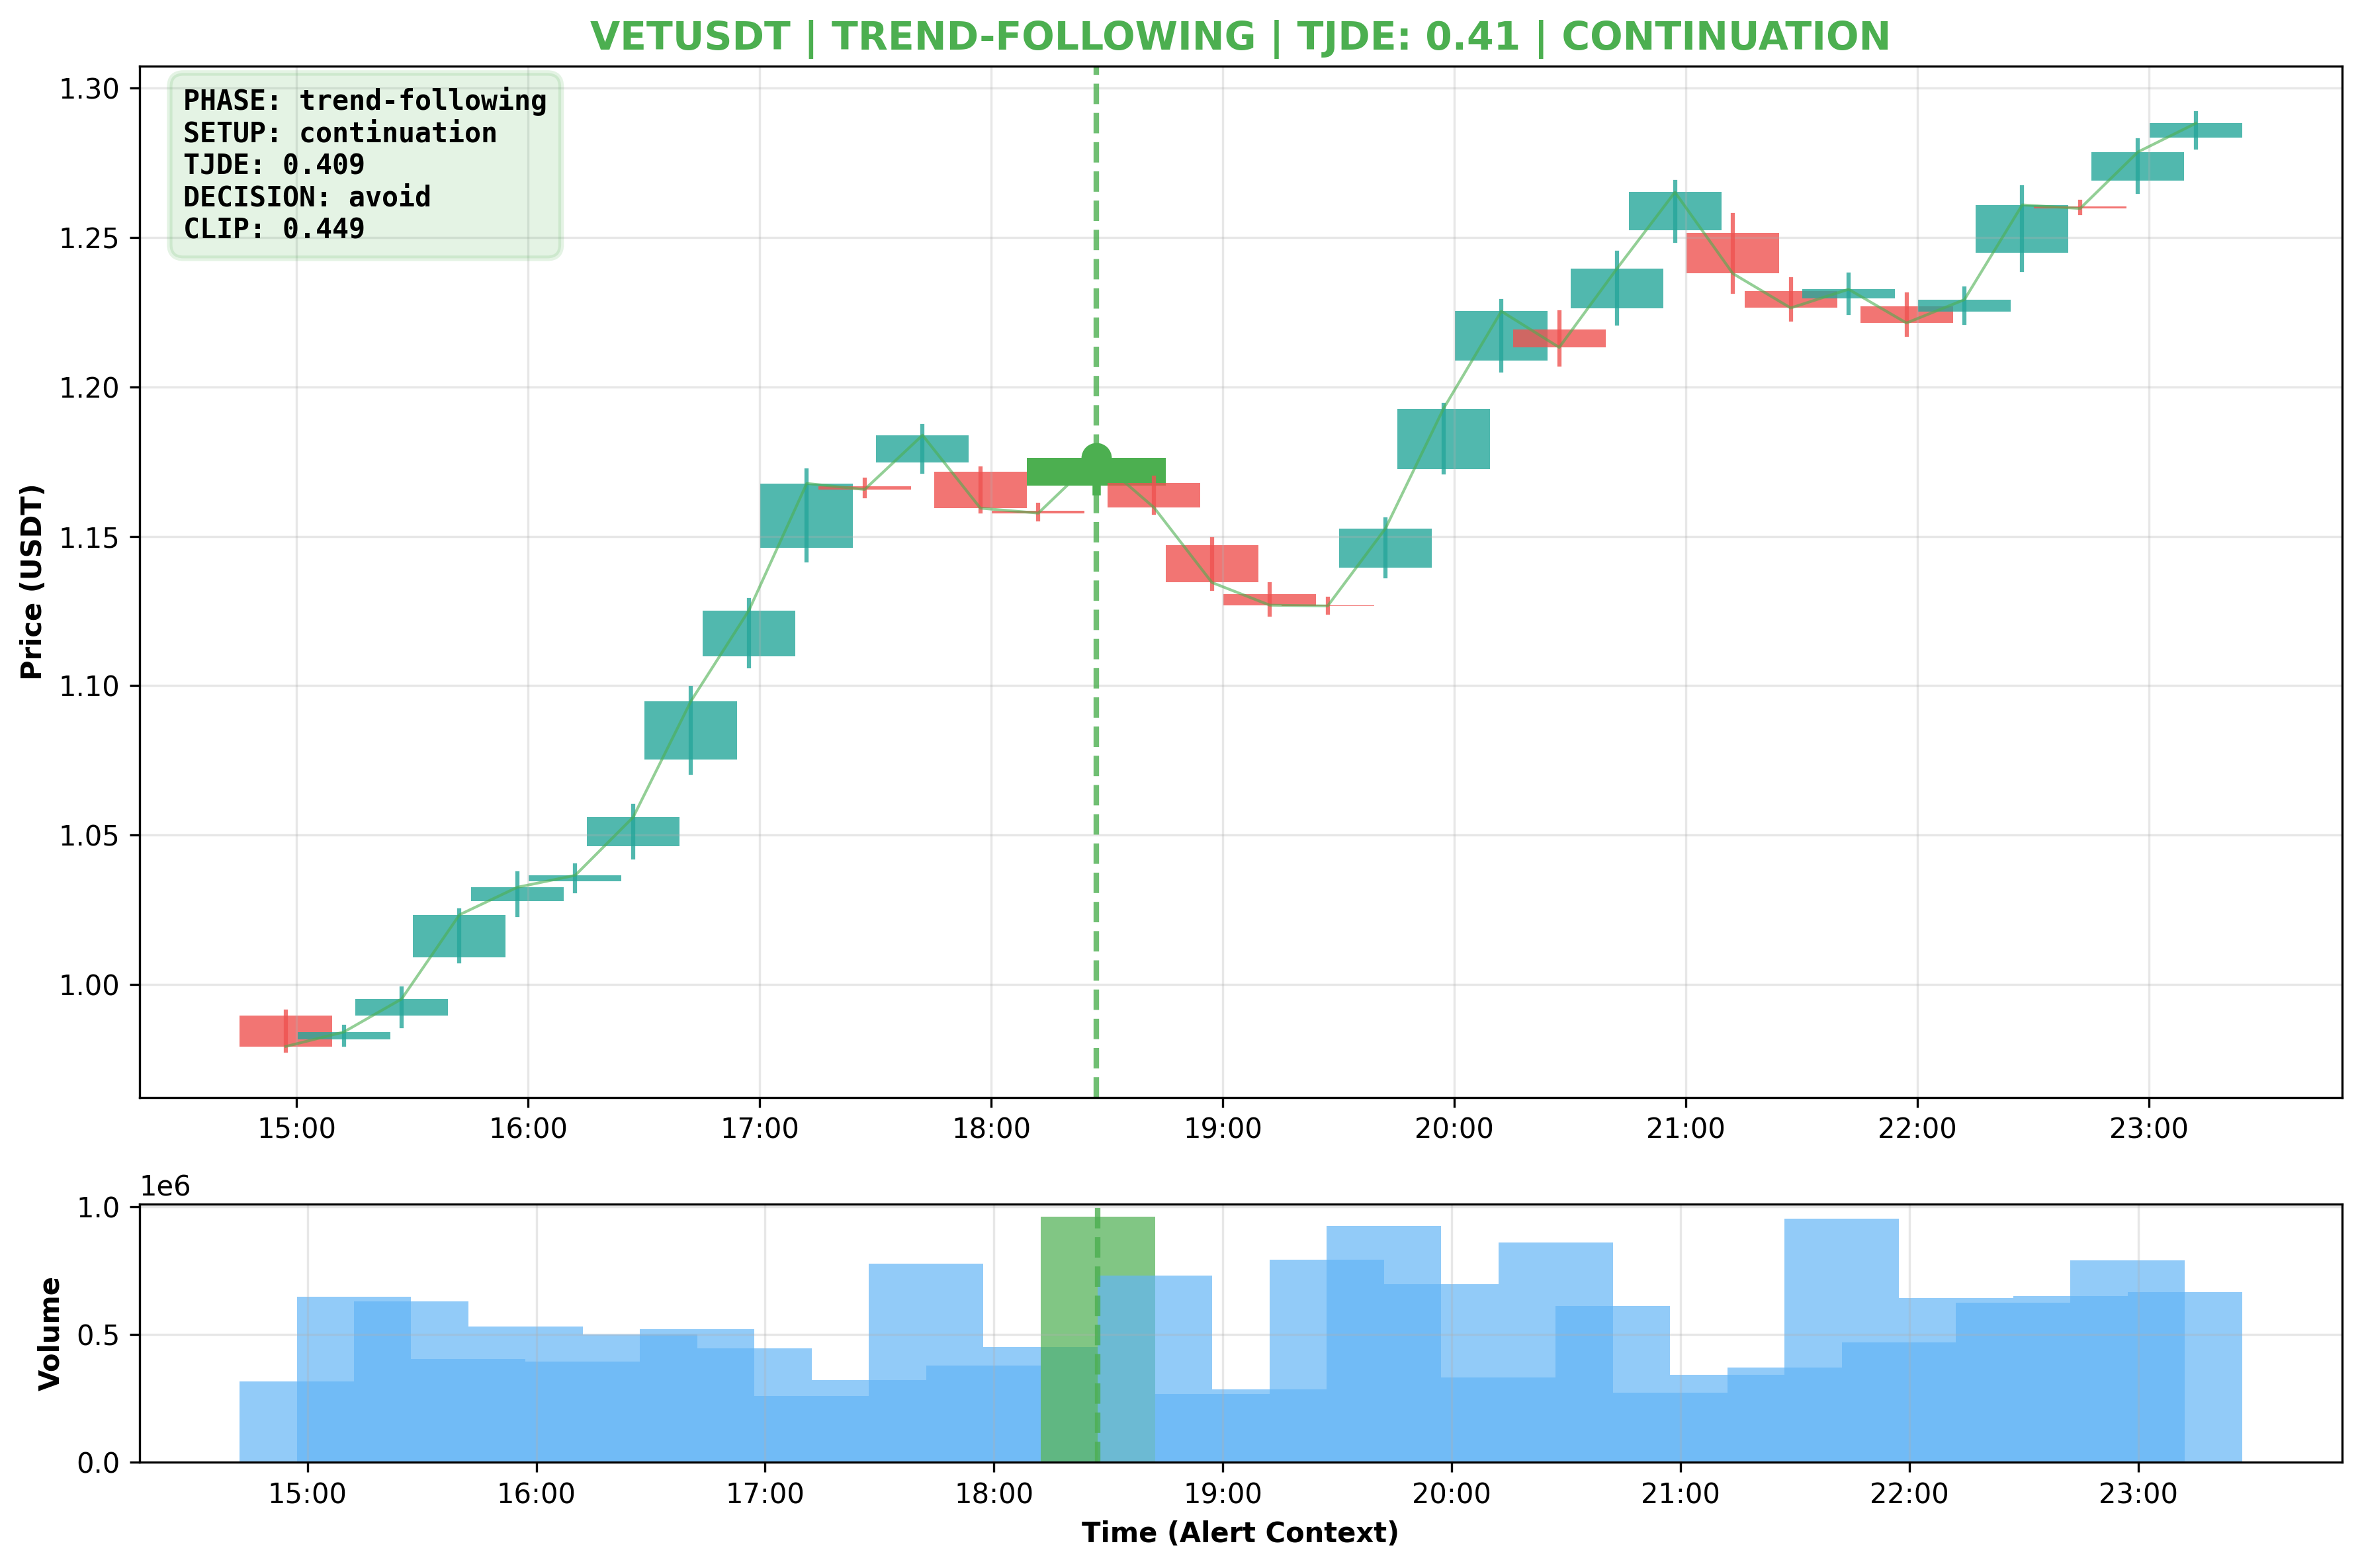 VETUSDT | TREND-FOLLOWING | TJDE: 0.41 | CONTINUATION
PHASE: trend-following
SETUP: continuation
TJDE: 0.409
DECISION: avoid
CLIP: 0.449
Price (USDT)
1.30
1.25
1.20
1.15
1.10
1.05
1.00
15:00 16:00 17:00 18:00 19:00 20:00 21:00 22:00 23:00
1e6
Volume
1.0
0.5
0.0
15:00 16:00 17:00 18:00 19:00 20:00 21:00 22:00 23:00
Time (Alert Context)